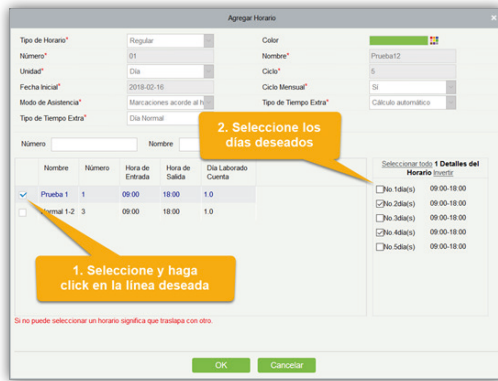 Agregar Horario
Tipo de Horario* Regular Color
Número* 01 Nombre* Prueba12
Unidad* Día Ciclo* 5
Fecha Inicial* 2018-02-16 Ciclo Mensual* Sí
Modo de Asistencia* Marcaciones acorde al h Tipo de Tiempo Extra* Cálculo automático
Tipo de Tiempo Extra* Día Normal
2. Seleccione los
días deseados
Número Nombre
Nombre Número Hora de Entrada Hora de Salida Día Laborado Cuenta
Prueba 1 1 09:00 18:00 1.0
Normal 1-2 3 09:00 18:00 1.0
Seleccionar todo 1 Detalles del
Horario Invertir
No.1día(s) 09:00-18:00
No.2día(s) 09:00-18:00
No.3día(s) 09:00-18:00
No.4día(s) 09:00-18:00
No.5día(s) 09:00-18:00
1. Seleccione y haga
click en la línea deseada
Si no puede seleccionar un horario significa que traslapa con otro.
OK Cancelar